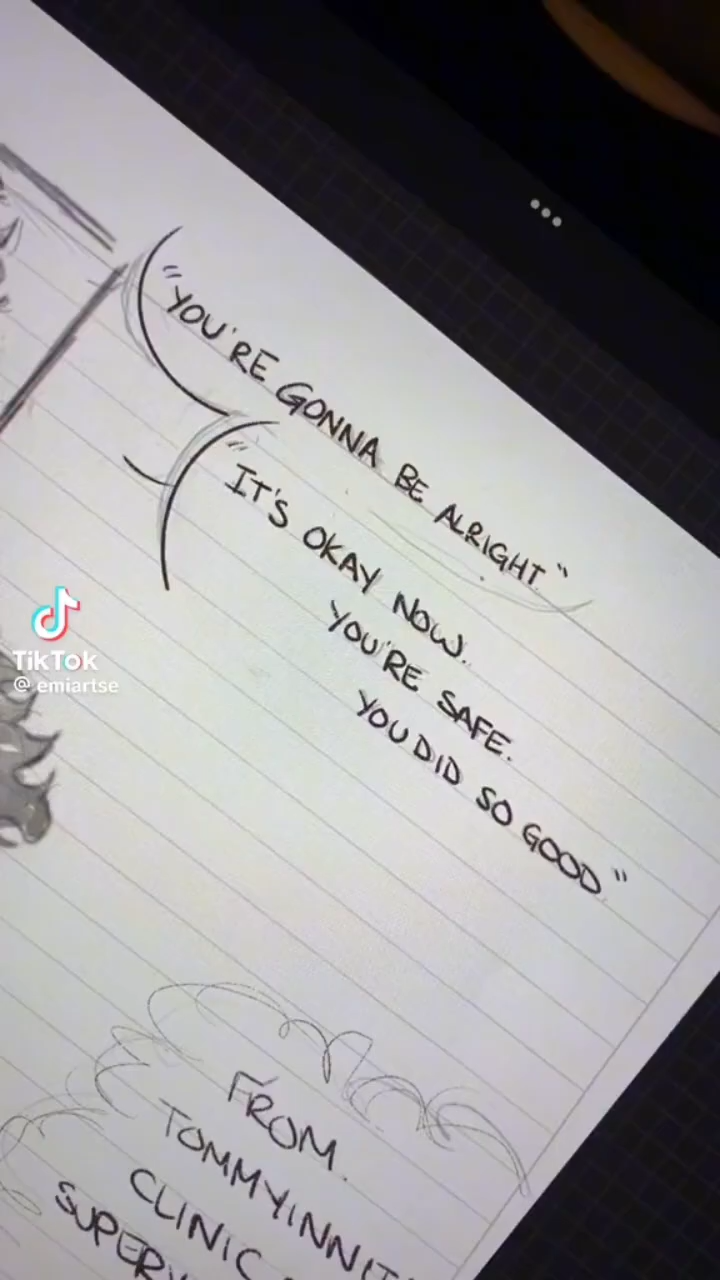 "YOU'RE GONNA BE ALRIGHT"
"IT'S OKAY NOW.
YOU'RE SAFE.
YOU DID SO GOOD"
TikTok
@ emiartse
FROM
TOMMYINNIT
CLINIC